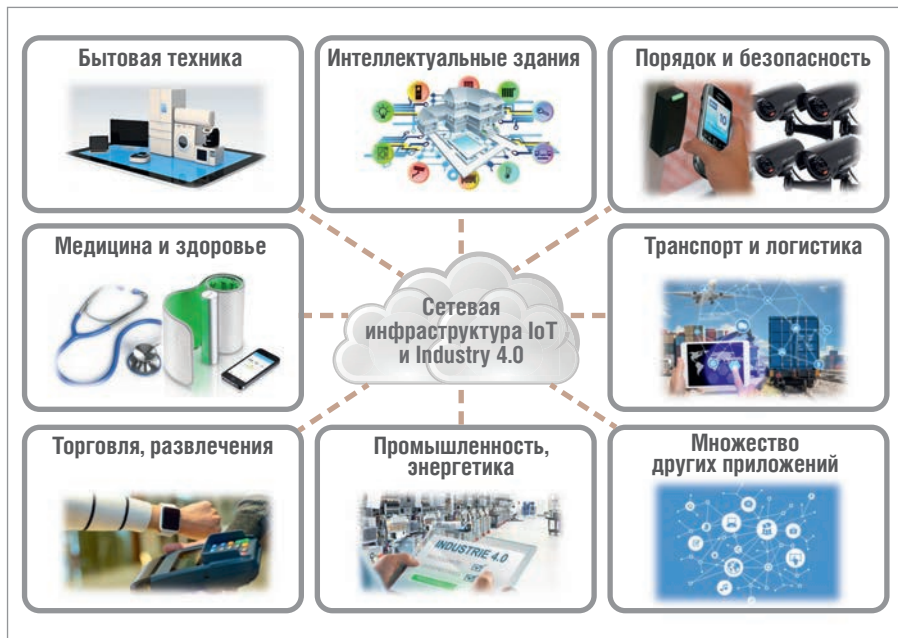 Бытовая техника
Интеллектуальные здания
Порядок и безопасность
Медицина и здоровье
Сетевая
инфраструктура IoT
и Industry 4.0
Транспорт и логистика
Торговля, развлечения
Промышленность,
энергетика
INDUSTRIE 4.0
Множество
других приложений
10